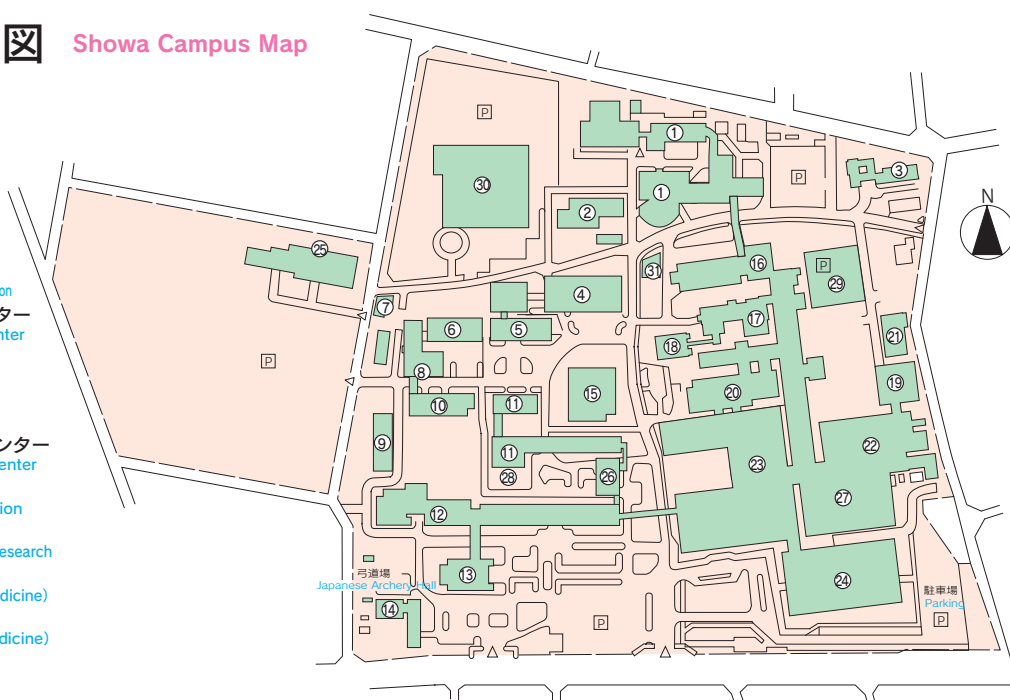 図 Showa Campus Map
on
ター
nter
ンター
enter
ion
esearch
dicine）
dicine）
N
P
①
P
③
①
㉚
②
㉕
⑯
㉛
P
㉙
④
⑦
⑥
⑤
⑰
㉑
⑱
P
⑧
⑲
⑮
⑳
⑩
⑪
⑨
⑪
㉒
㉓
㉘
㉖
㉗
⑫
弓道場
Japanese Archery Hall
⑬
㉔
駐車場
Parking
⑭
P
P